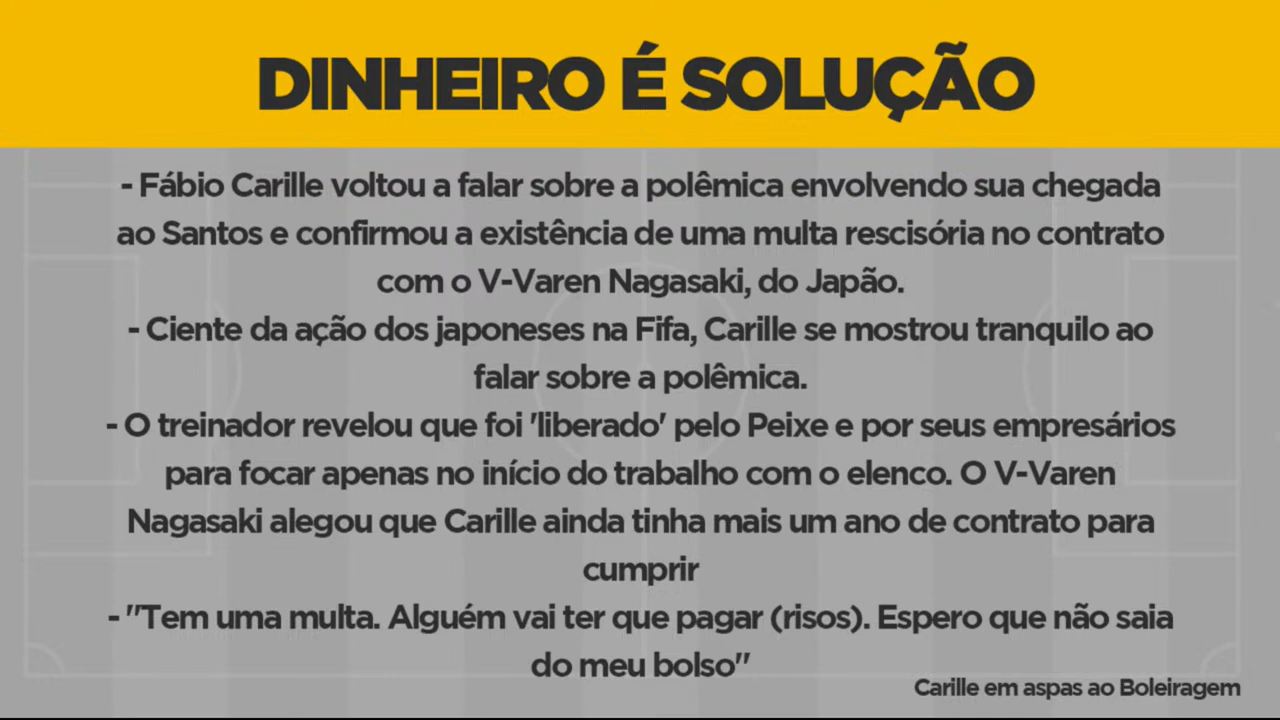 DINHEIRO É SOLUÇÃO
- Fábio Carille voltou a falar sobre a polêmica envolvendo sua chegada
ao Santos e confirmou a existência de uma multa rescisória no contrato
com o V-Varen Nagasaki, do Japão.
- Ciente da ação dos japoneses na Fifa, Carille se mostrou tranquilo ao
falar sobre a polêmica.
- O treinador revelou que foi 'liberado' pelo Peixe e por seus empresários
para focar apenas no início do trabalho com o elenco. O V-Varen
Nagasaki alegou que Carille ainda tinha mais um ano de contrato para
cumprir
- "Tem uma multa. Alguém vai ter que pagar (risos). Espero que não saia
do meu bolso"
Carille em aspas ao Boleiragem